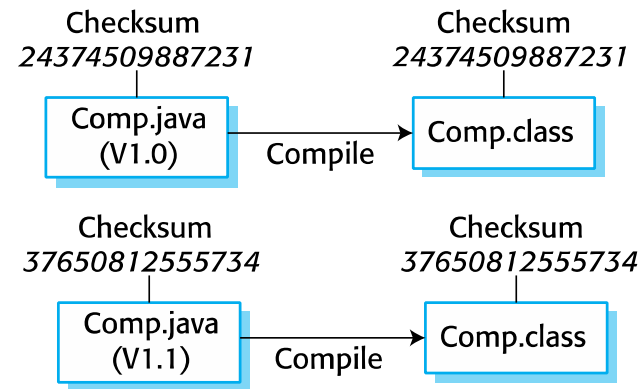 Checksum
24374509887231
Checksum
24374509887231
Comp.java
(V1.0)
Compile
Comp.class
Checksum
37650812555734
Checksum
37650812555734
Comp.java
(V1.1)
Compile
Comp.class